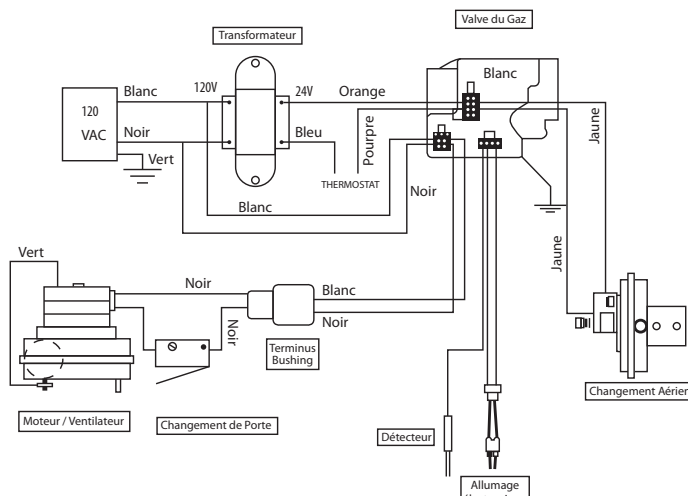 Valve du Gaz
Transformateur
Blanc
Blanc
120V
24V
Orange
120
VAC
Noir
Bleu
Pourpre
Jaune
Vert
THERMOSTAT
Noir
Blanc
Vert
Jaune
Noir
Blanc
Noir
Noir
Terminus
Bushing
Changement Aérien
Moteur / Ventilateur
Changement de Porte
Détecteur
Allumage